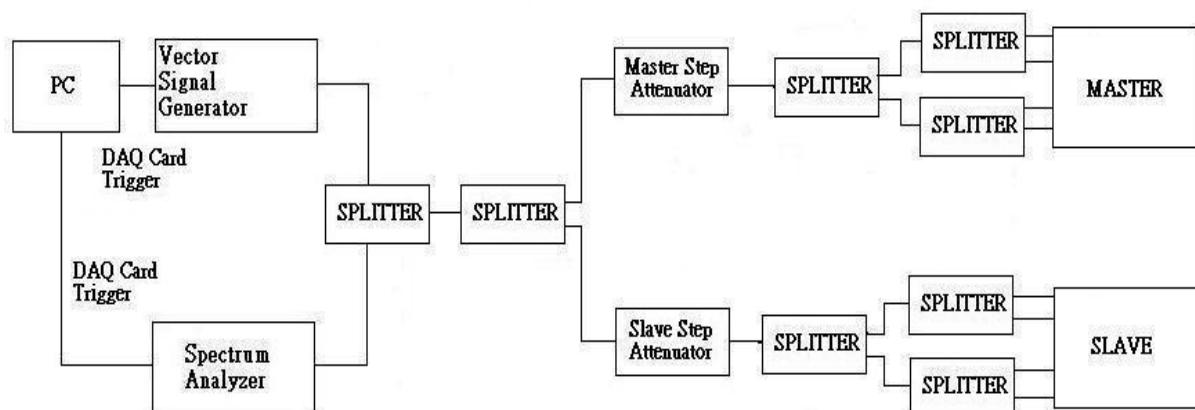 PC
Vector
Signal
Generator
DAQ Card
Trigger
DAQ Card
Trigger
Spectrum
Analyzer
SPLITTER
SPLITTER
Master Step
Attenuator
SPLITTER
SPLITTER
SPLITTER
MASTER
Slave Step
Attenuator
SPLITTER
SPLITTER
SPLITTER
SLAVE